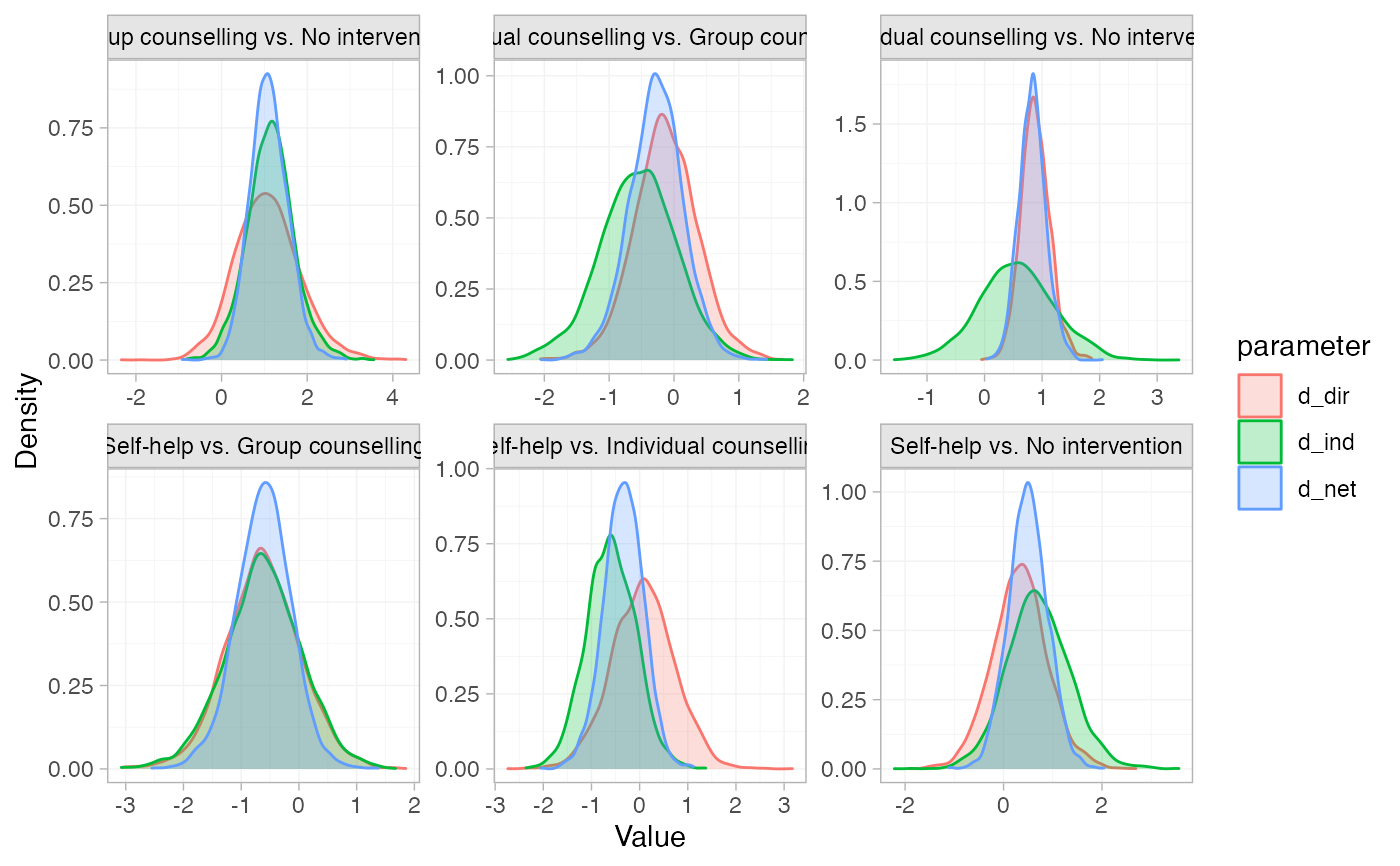 up counselling vs. No interven
ual counselling vs. Group coun
dual counselling vs. No interve
0.75
0.50
0.25
0.00
-2 0 2 4
1.00
0.75
0.50
0.25
0.00
-2 -1 0 1 2
1.5
1.0
0.5
0.0
-1 0 1 2 3
Density
Self-help vs. Group counselling
elf-help vs. Individual counsellin
Self-help vs. No intervention
0.75
0.50
0.25
0.00
-3 -2 -1 0 1 2
1.00
0.75
0.50
0.25
0.00
-3 -2 -1 0 1 2 3
1.00
0.75
0.50
0.25
0.00
-2 0 2
Value
parameter
d_dir
d_ind
d_net